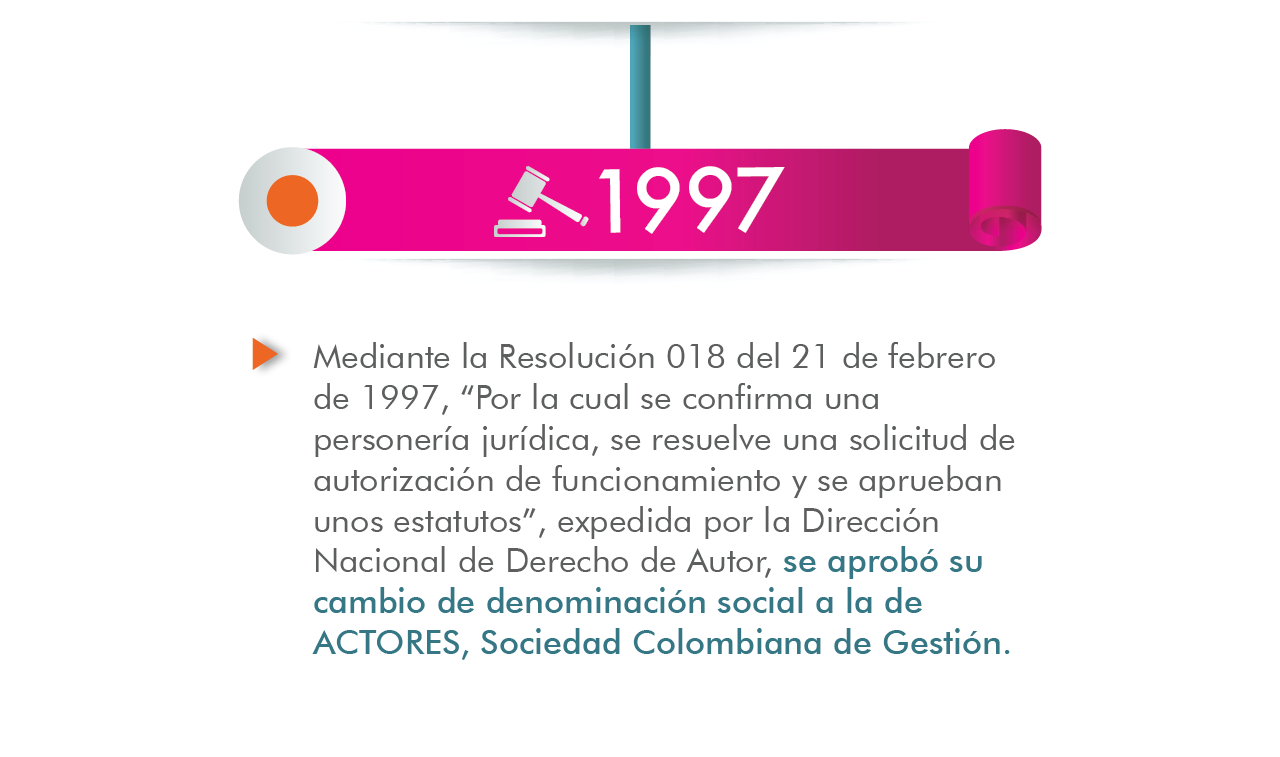 1997
Mediante la Resolución 018 del 21 de febrero
de 1997, “Por la cual se confirma una
personería jurídica, se resuelve una solicitud de
autorización de funcionamiento y se aprueban
unos estatutos”, expedida por la Dirección
Nacional de Derecho de Autor, se aprobó su
cambio de denominación social a la de
ACTORES, Sociedad Colombiana de Gestión.